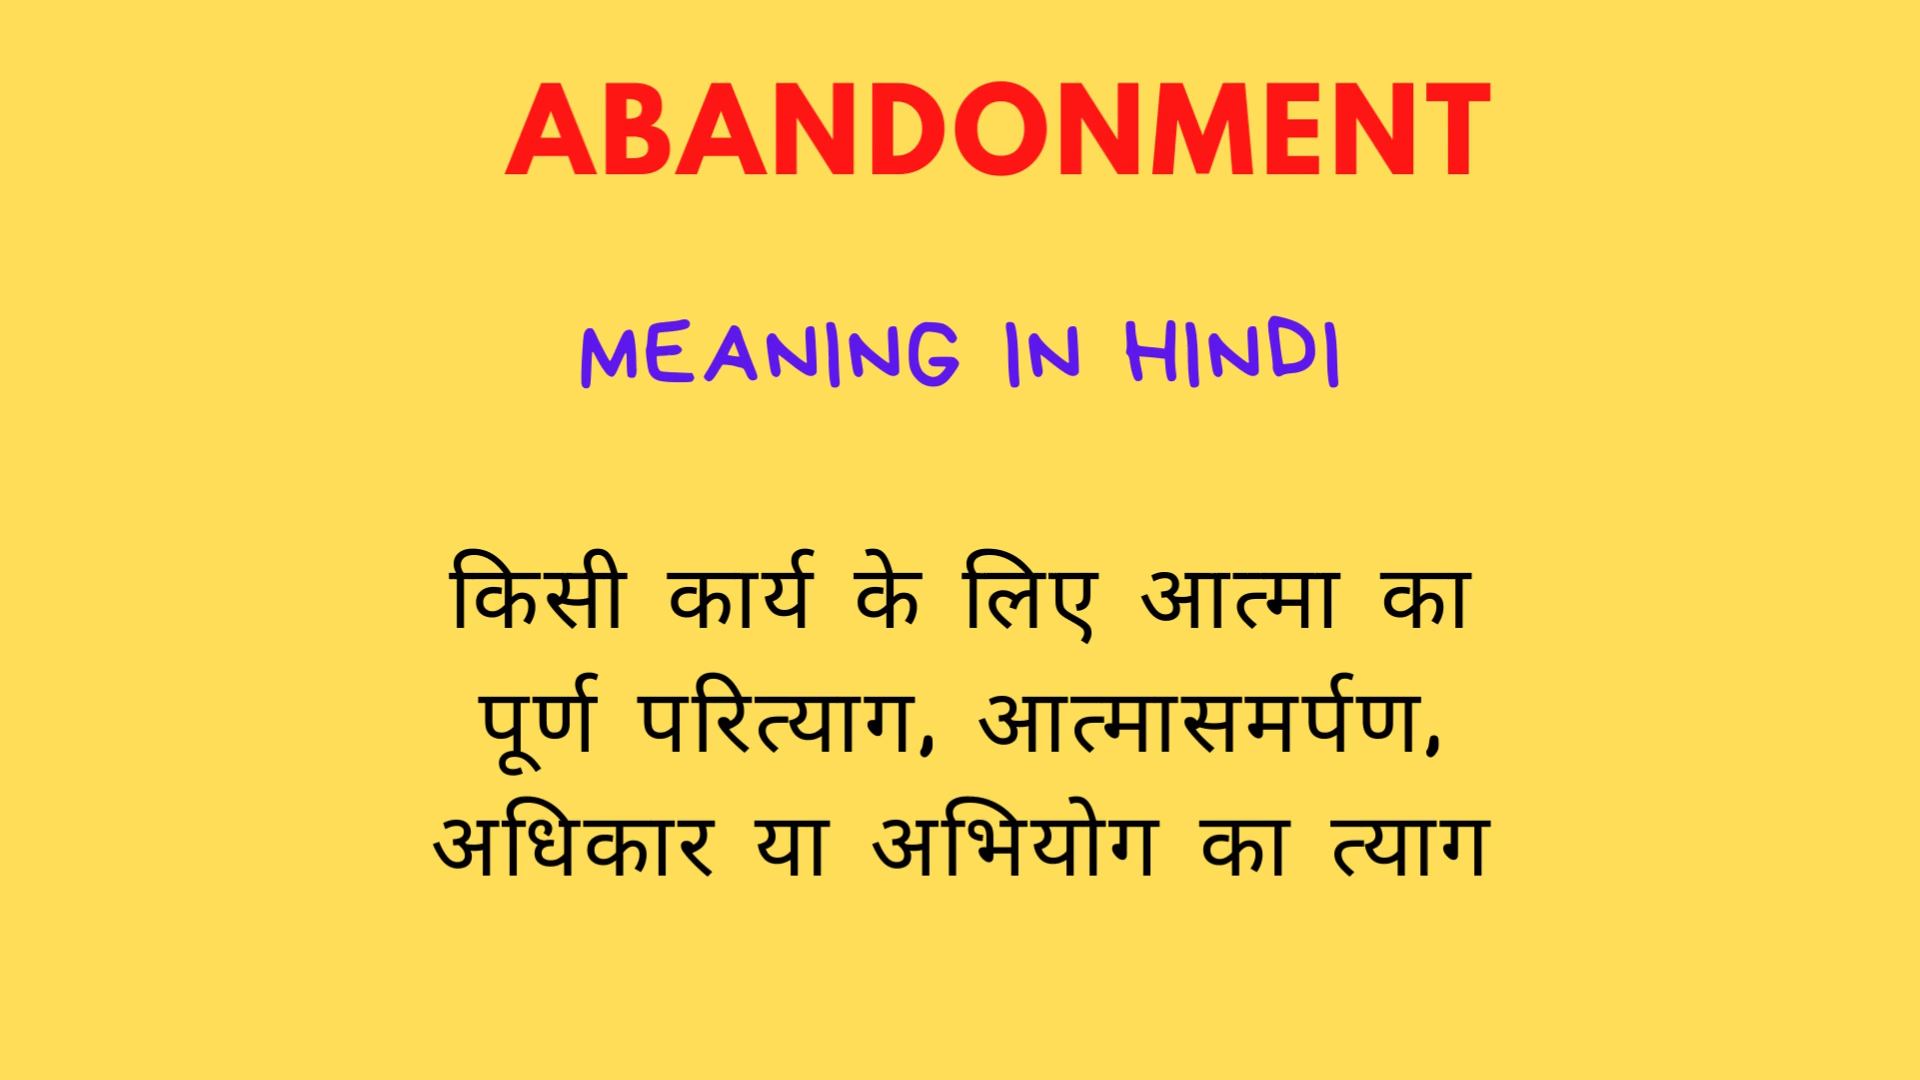 ABANDONMENT
MEANING IN HINDI
किसी कार्य के लिए आत्मा का
पूर्ण परित्याग, आत्मासमर्पण,
अधिकार या अभियोग का त्याग